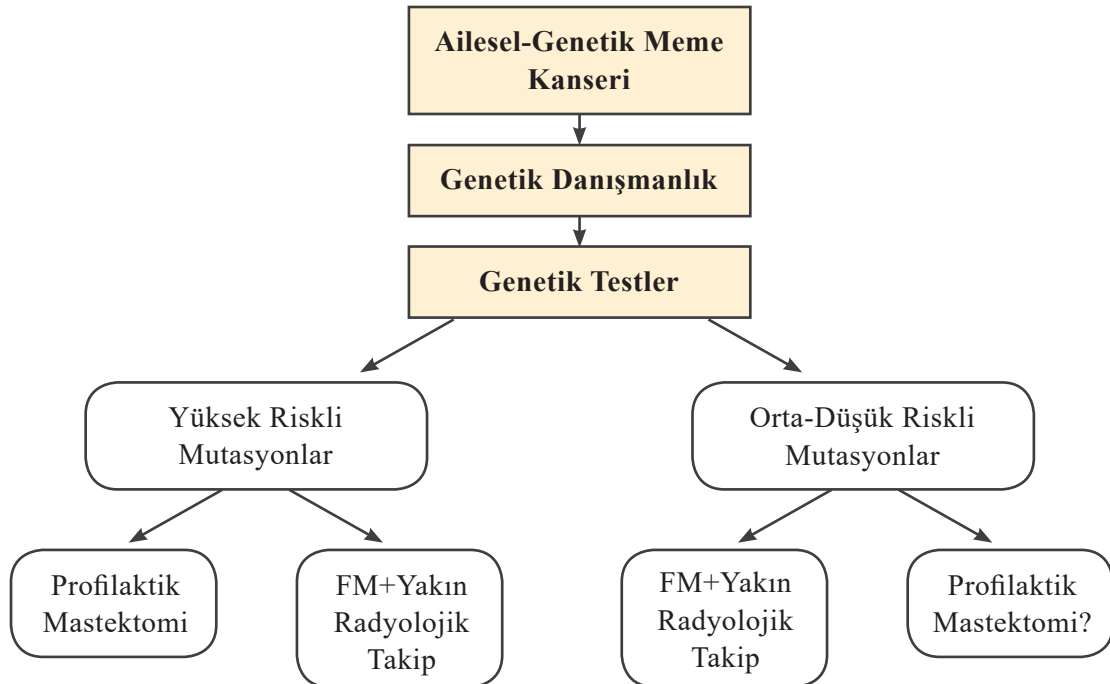 Ailesel-Genetik Meme
Kanseri
Genetik Danışmanlık
Genetik Testler
Yüksek Riskli
Mutasyonlar
Orta-Düşük Riskli
Mutasyonlar
Profilaktik
Mastektomi
FM+Yakın
Radyolojik
Takip
FM+Yakın
Radyolojik
Takip
Profilaktik
Mastektomi?